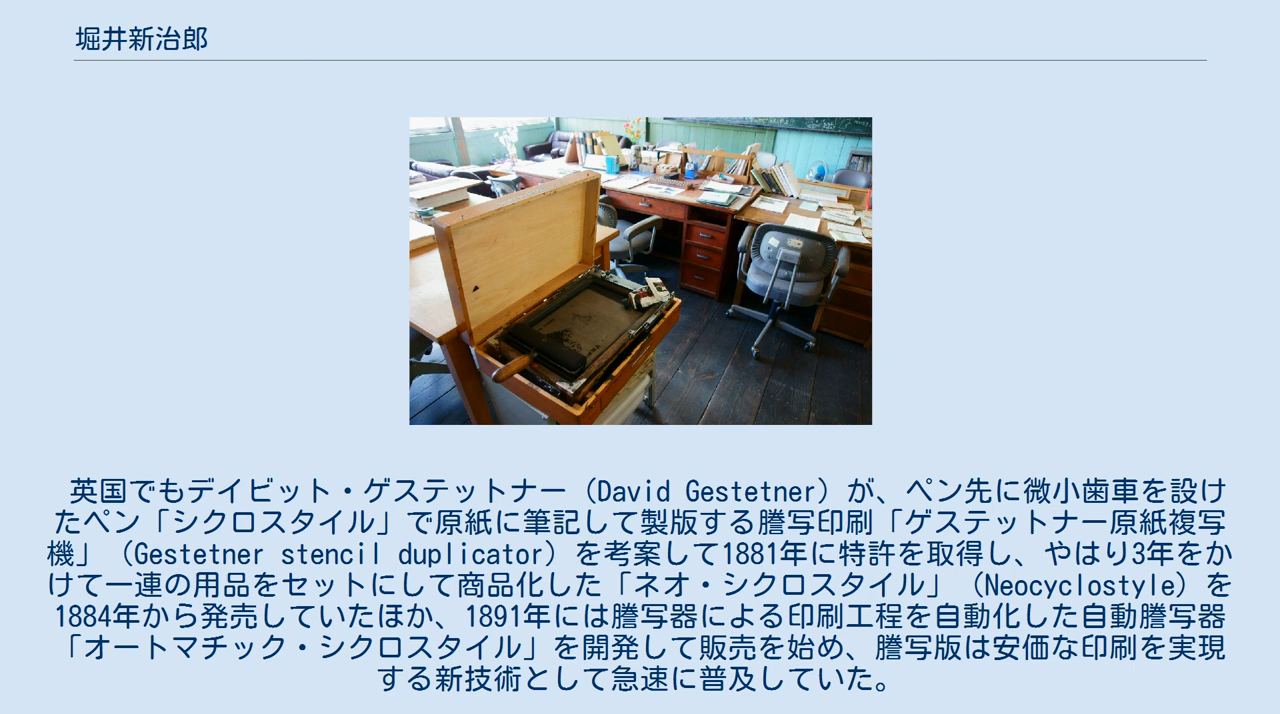 堀井新治郎
英国でもデイビット・ゲステットナー（David Gestetner）が、ペン先に微小歯車を設け
たペン「シクロスタイル」で原紙に筆記して製版する謄写印刷「ゲステットナー原紙複写
機」（Gestetner stencil duplicator）を考案して1881年に特許を取得し、やはり3年をか
けて一連の用品をセットにして商品化した「ネオ・シクロスタイル」（Neocyclostyle）を
1884年から発売していたほか、1891年には謄写器による印刷工程を自動化した自動謄写器
「オートマチック・シクロスタイル」を開発して販売を始め、謄写版は安価な印刷を実現
する新技術として急速に普及していた。